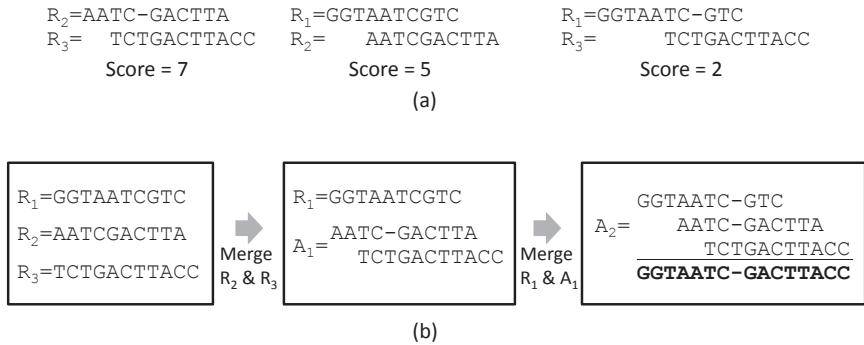 R2=AATC-GACTTA R1=GGTAATCGTC R1=GGTAATC-GTC
R3= TCTGACTTACC R2= AATCGACTTA R3= TCTGACTTACC
Score = 7 Score = 5 Score = 2
(a)
R1=GGTAATCGTC
R2=AATCGACTTA
R3=TCTGACTTACC
Merge
R2 & R3
R1=GGTAATCGTC
A1= AATC-GACTTA
TCTGACTTACC
Merge
R1 & A1
GGTAATC-GTC
A2= AATC-GACTTA
TCTGACTTACC
GGTAATC-GACTTACC
(b)